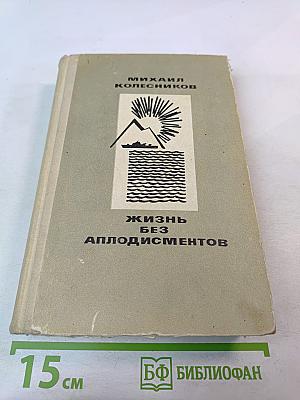 МИХАИЛ
КОЛЕСНИКОВ
ЖИЗНЬ
БЕЗ
АПЛОДИСМЕНТОВ
15 см
БФ БИБЛИОФАН